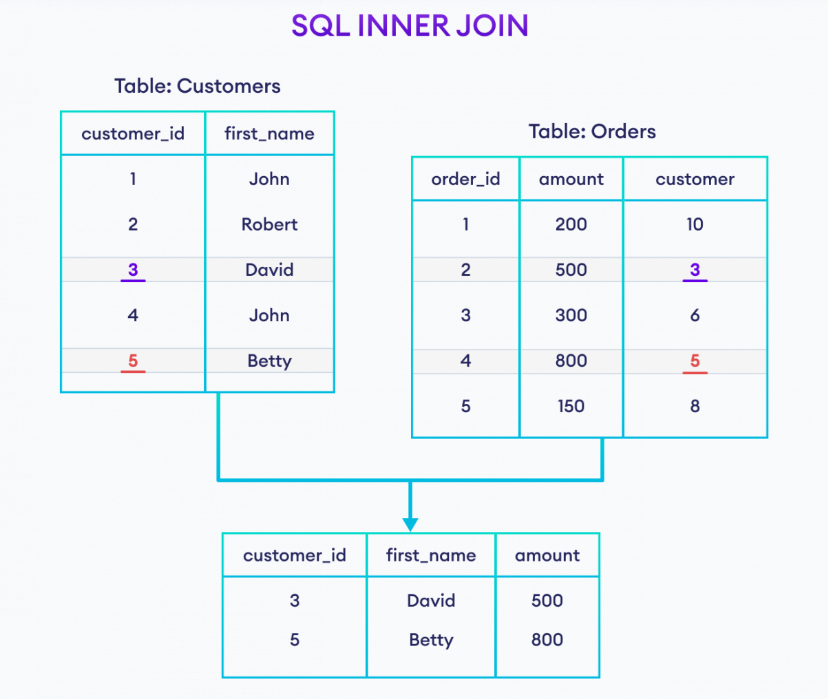 SQL INNER JOIN
Table: Customers
customer_id first_name
1 John
2 Robert
3 David
4 John
5 Betty
Table: Orders
order_id amount customer
1 200 10
2 500 3
3 300 6
4 800 5
5 150 8
customer_id first_name amount
3 David 500
5 Betty 800